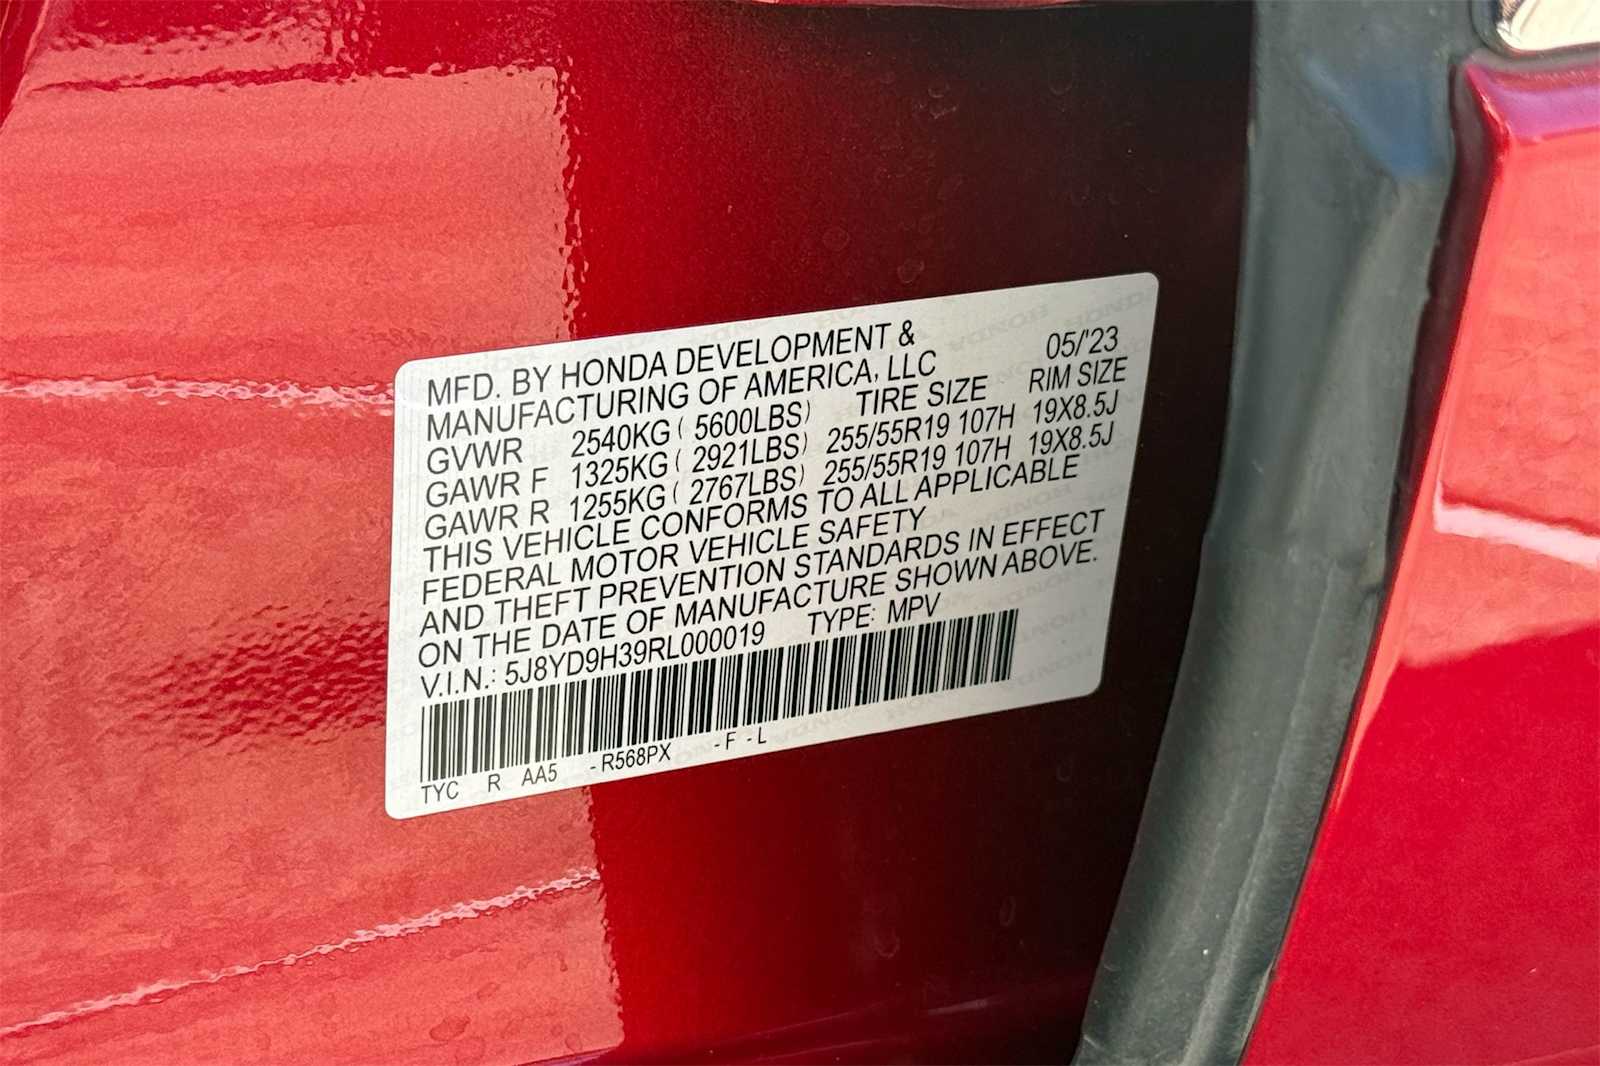 MFD. BY HONDA DEVELOPMENT &
MANUFACTURING OF AMERICA, LLC 05/'23
GVWR 2540KG ( 5600LBS) TIRE SIZE RIM SIZE
GAWR F 1325KG ( 2921LBS) 255/55R19 107H 19X8.5J
GAWR R 1255KG ( 2767LBS) 255/55R19 107H 19X8.5J
THIS VEHICLE CONFORMS TO ALL APPLICABLE
FEDERAL MOTOR VEHICLE SAFETY
AND THEFT PREVENTION STANDARDS IN EFFECT
ON THE DATE OF MANUFACTURE SHOWN ABOVE.
V.I.N.: 5J8YD9H39RL000019 TYPE: MPV
TYC R AA5 -R568PX -F -L